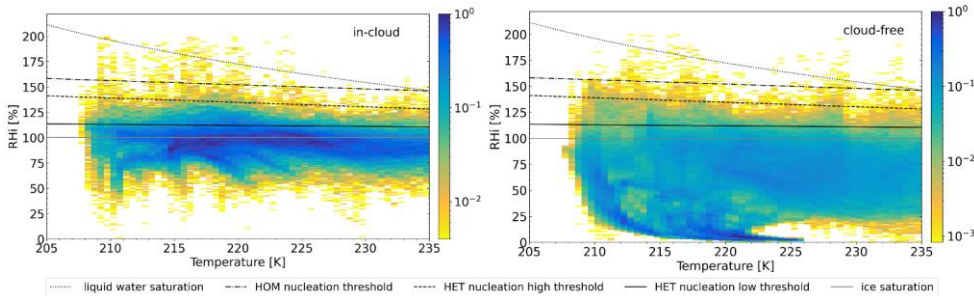 in-cloud
RHi [%]
200
175
150
125
100
75
50
25
0
205 210 215 220 225 230 235
Temperature [K]
10⁰
10⁻¹
10⁻²
cloud-free
RHi [%]
200
175
150
125
100
75
50
25
0
205 210 215 220 225 230 235
Temperature [K]
10⁰
10⁻¹
10⁻²
10⁻³
liquid water saturation HOM nucleation threshold HET nucleation high threshold HET nucleation low threshold ice saturation